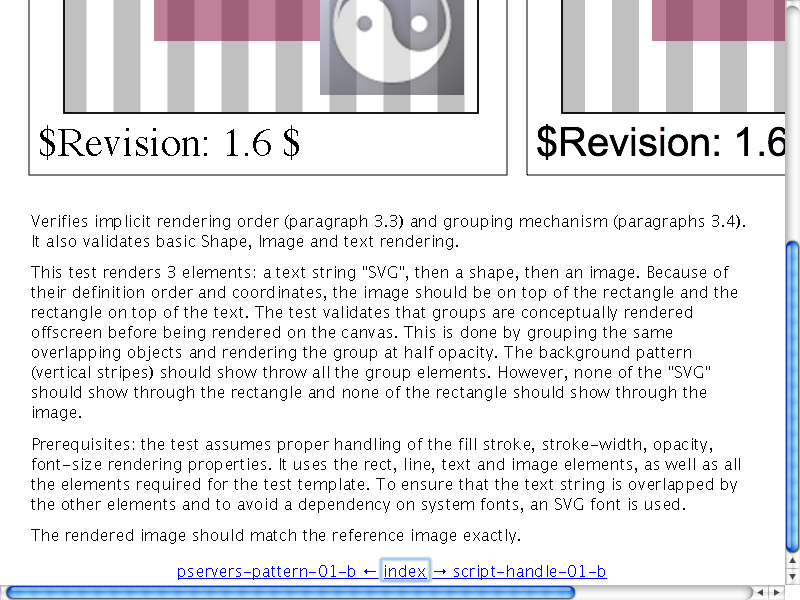 $Revision: 1.6 $
$Revision: 1.6
Verifies implicit rendering order (paragraph 3.3) and grouping mechanism (paragraphs 3.4).
It also validates basic Shape, Image and text rendering.
This test renders 3 elements: a text string "SVG", then a shape, then an image. Because of
their definition order and coordinates, the image should be on top of the rectangle and the
rectangle on top of the text. The test validates that groups are conceptually rendered
offscreen before being rendered on the canvas. This is done by grouping the same
overlapping objects and rendering the group at half opacity. The background pattern
(vertical stripes) should show throw all the group elements. However, none of the "SVG"
should show through the rectangle and none of the rectangle should show through the
image.
Prerequisites: the test assumes proper handling of the fill stroke, stroke-width, opacity,
font-size rendering properties. It uses the rect, line, text and image elements, as well as all
the elements required for the test template. To ensure that the text string is overlapped by
the other elements and to avoid a dependency on system fonts, an SVG font is used.
The rendered image should match the reference image exactly.
pservers-pattern-01-b ← index → script-handle-01-b